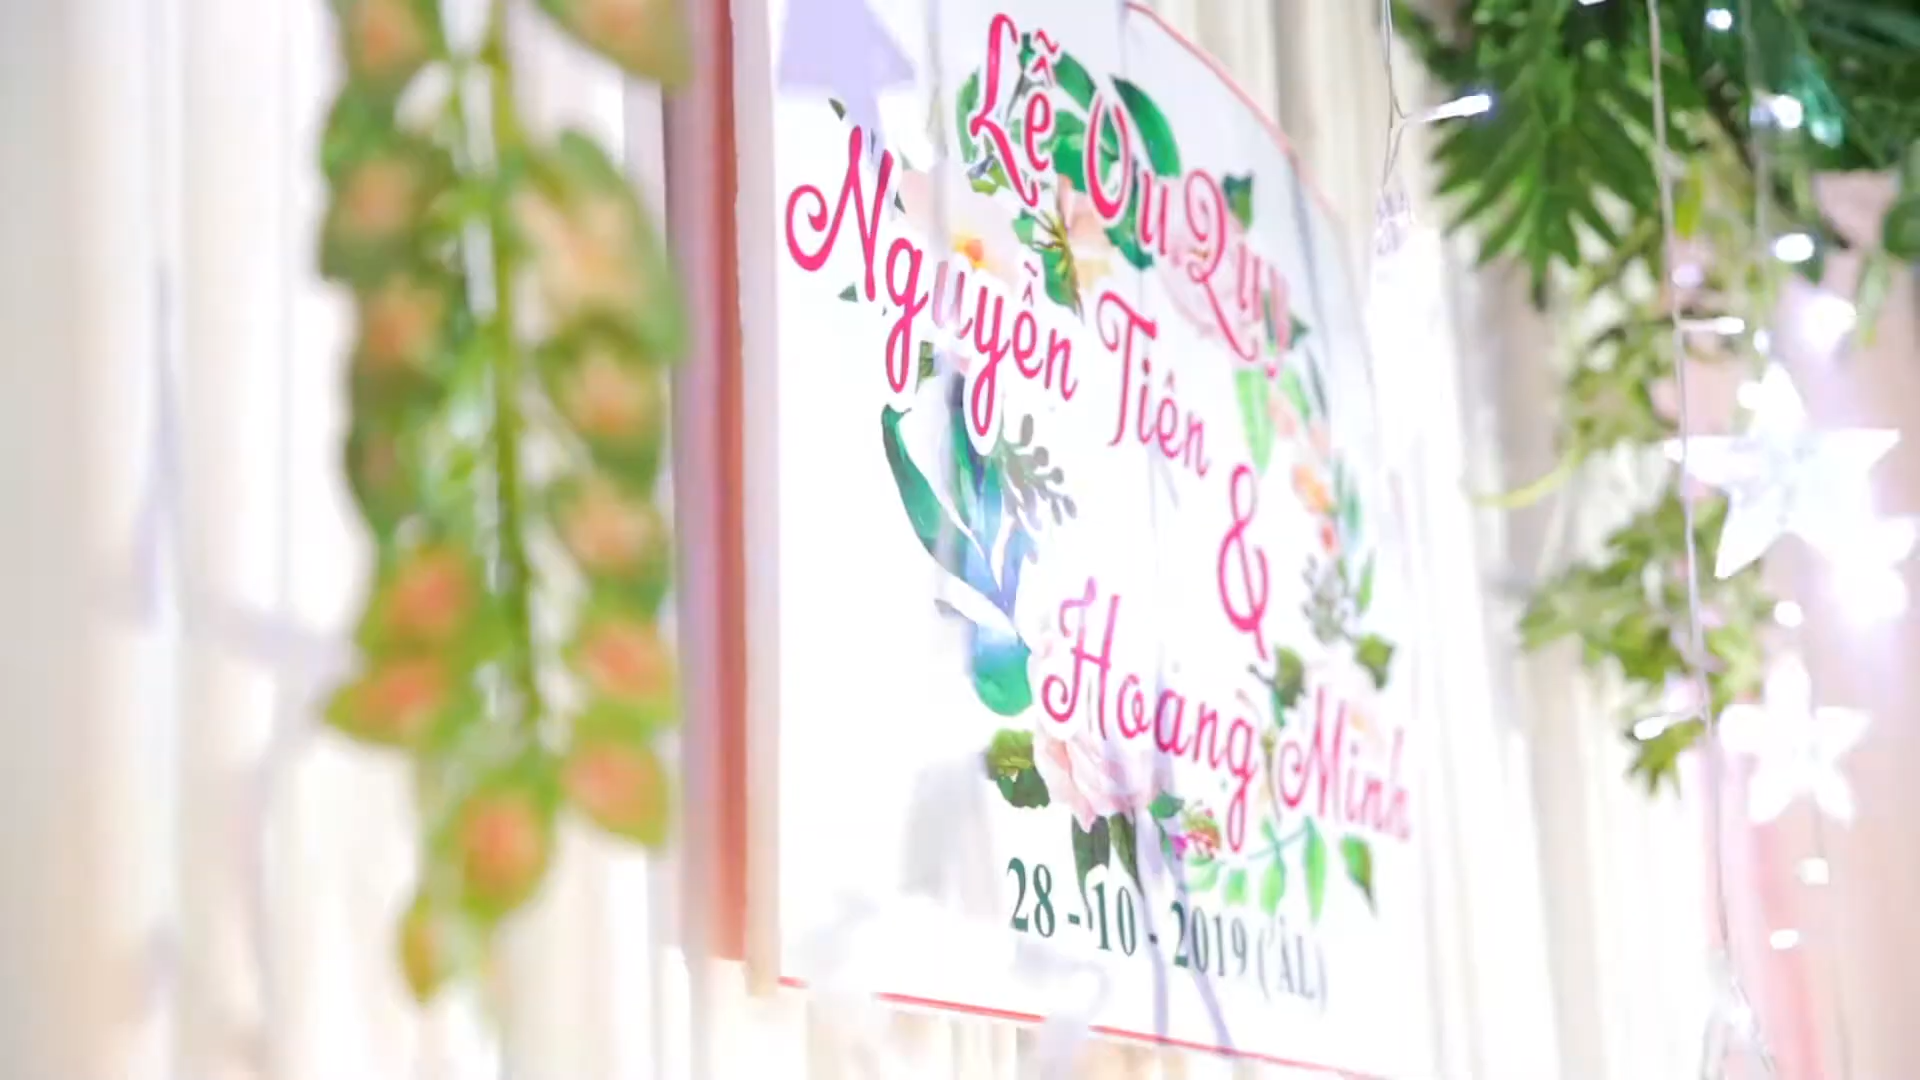 Lễ Vu Quy
Nguyễn Tiên
&
Hoàng Minh
28 - 10 - 2019 (ÂL)